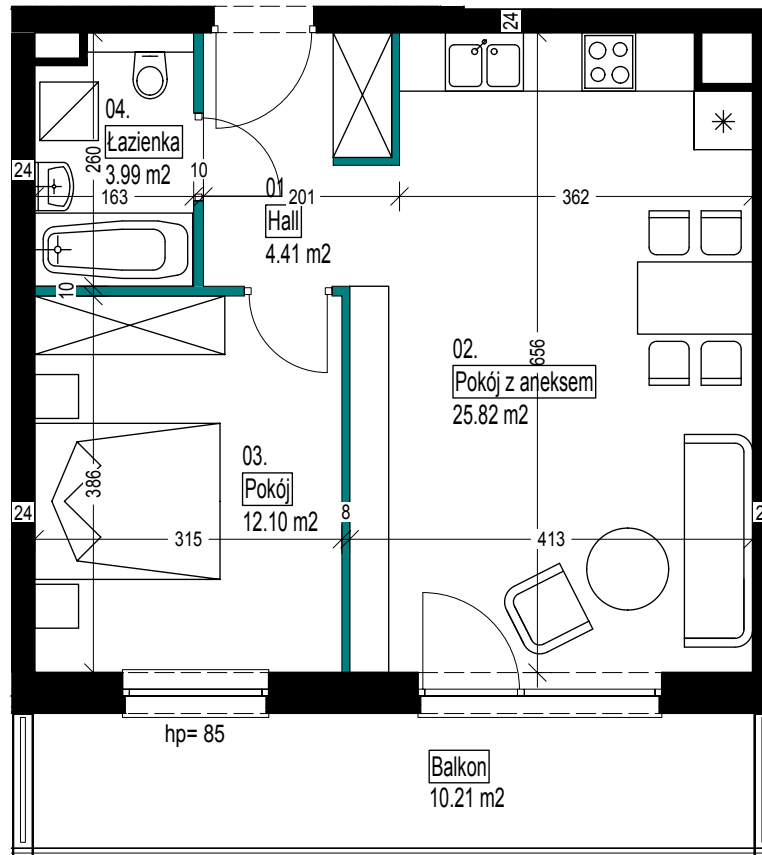 24
04.
Łazienka
3.99 m2
260
24
163
10
01
201
Hall
4.41 m2
362
10
02.
656
Pokój z aneksem
25.82 m2
386
03.
Pokój
12.10 m2
24
8
315
413
hp= 85
Balkon
10.21 m2